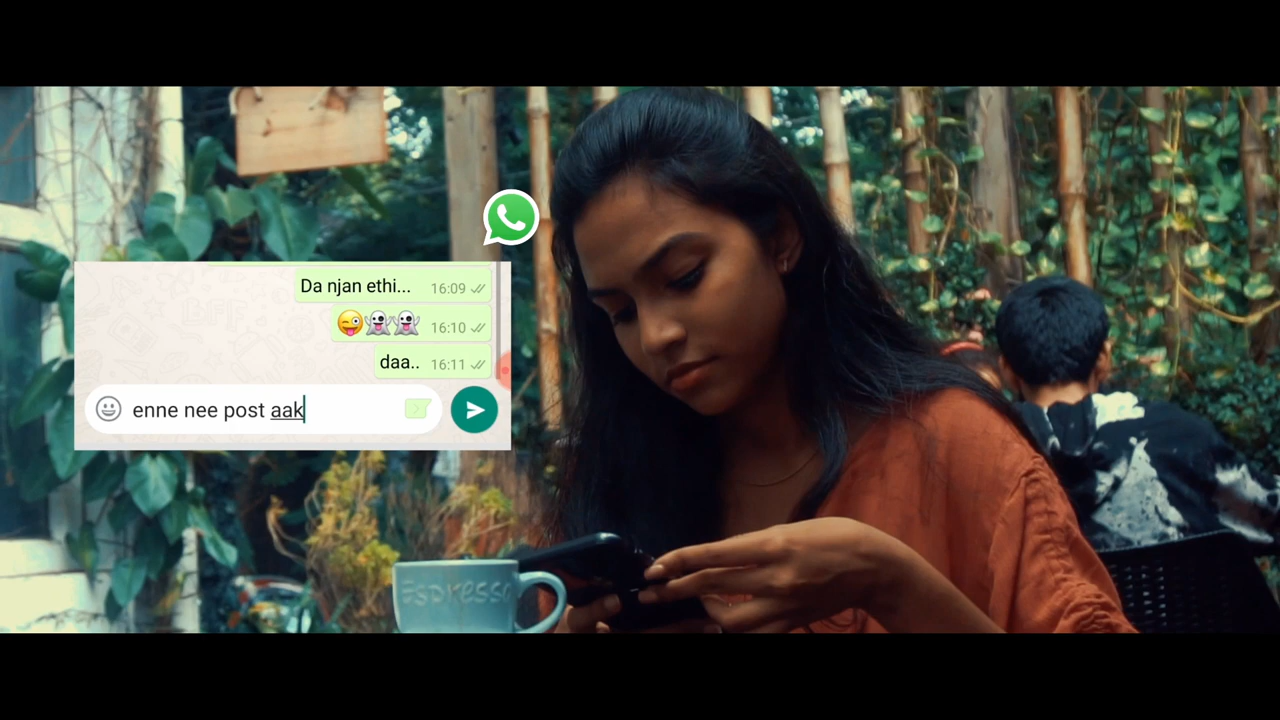 Da njan ethi... 16:09
😜👻👻 16:10
daa.. 16:11
enne nee post aak
Espresso